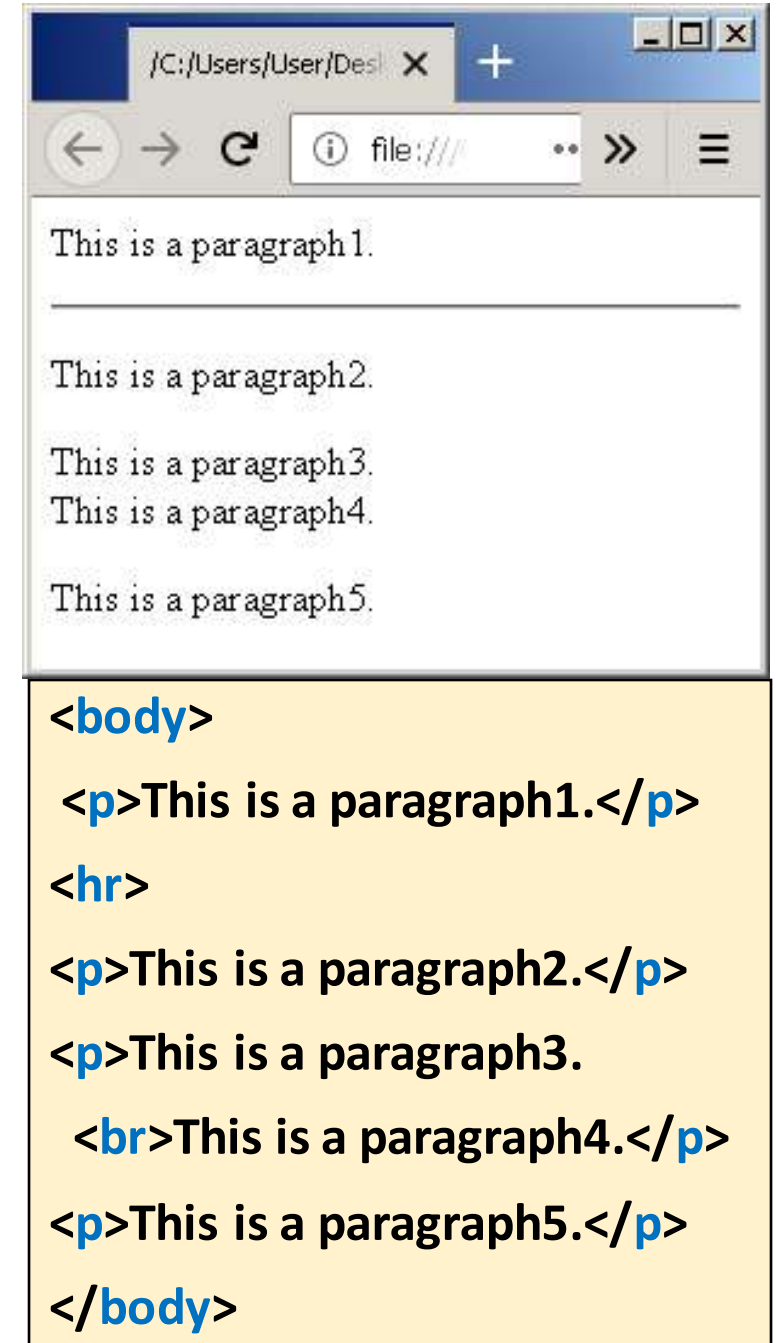 /C:/Users/User/Des
file:///
This is a paragraph1.
This is a paragraph2.
This is a paragraph3.
This is a paragraph4.
This is a paragraph5.
<body>
<p>This is a paragraph1.</p>
<hr>
<p>This is a paragraph2.</p>
<p>This is a paragraph3.
<br>This is a paragraph4.</p>
<p>This is a paragraph5.</p>
</body>